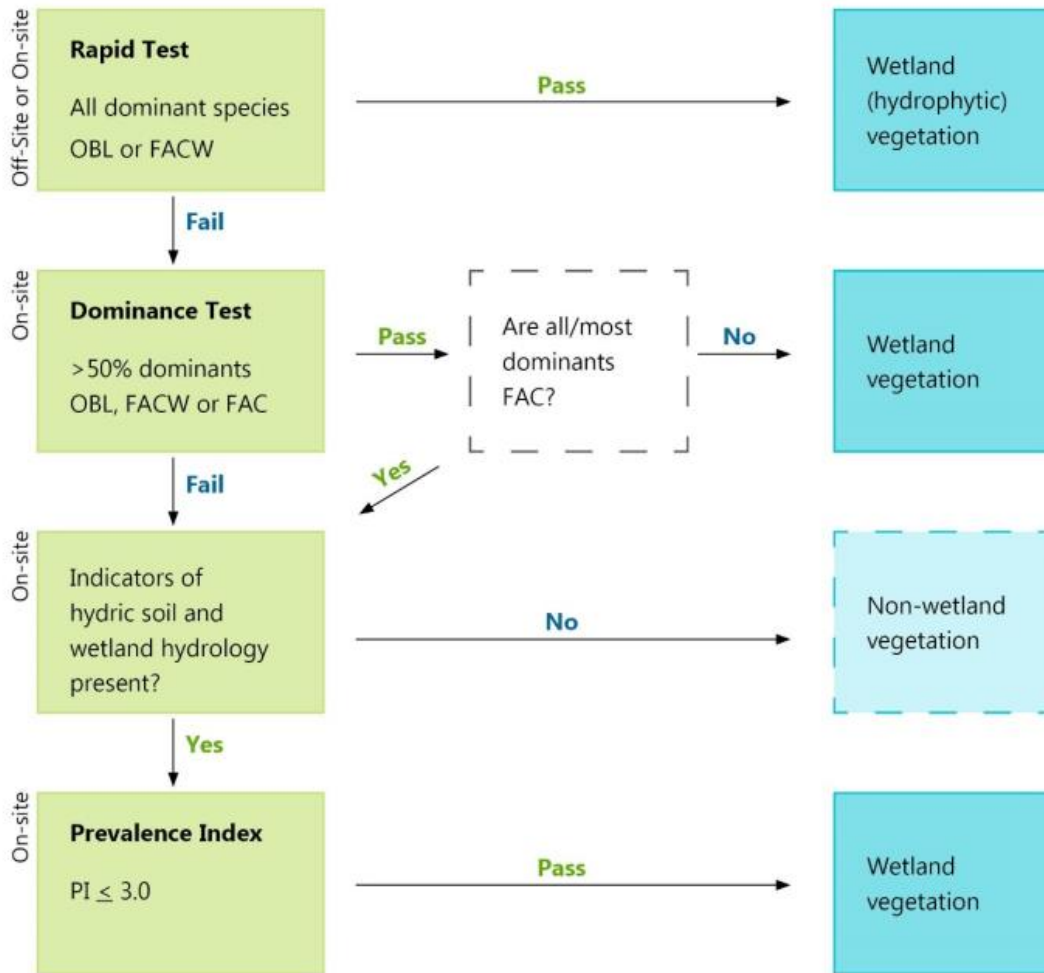 Off-Site or On-site
Rapid Test
All dominant species
OBL or FACW
Pass
Wetland
(hydrophytic)
vegetation
Fail
On-site
Dominance Test
>50% dominants
OBL, FACW or FAC
Pass
Are all/most
dominants
FAC?
No
Wetland
vegetation
Fail
Yes
On-site
Indicators of
hydric soil and
wetland hydrology
present?
No
Non-wetland
vegetation
Yes
On-site
Prevalence Index
PI ≤ 3.0
Pass
Wetland
vegetation